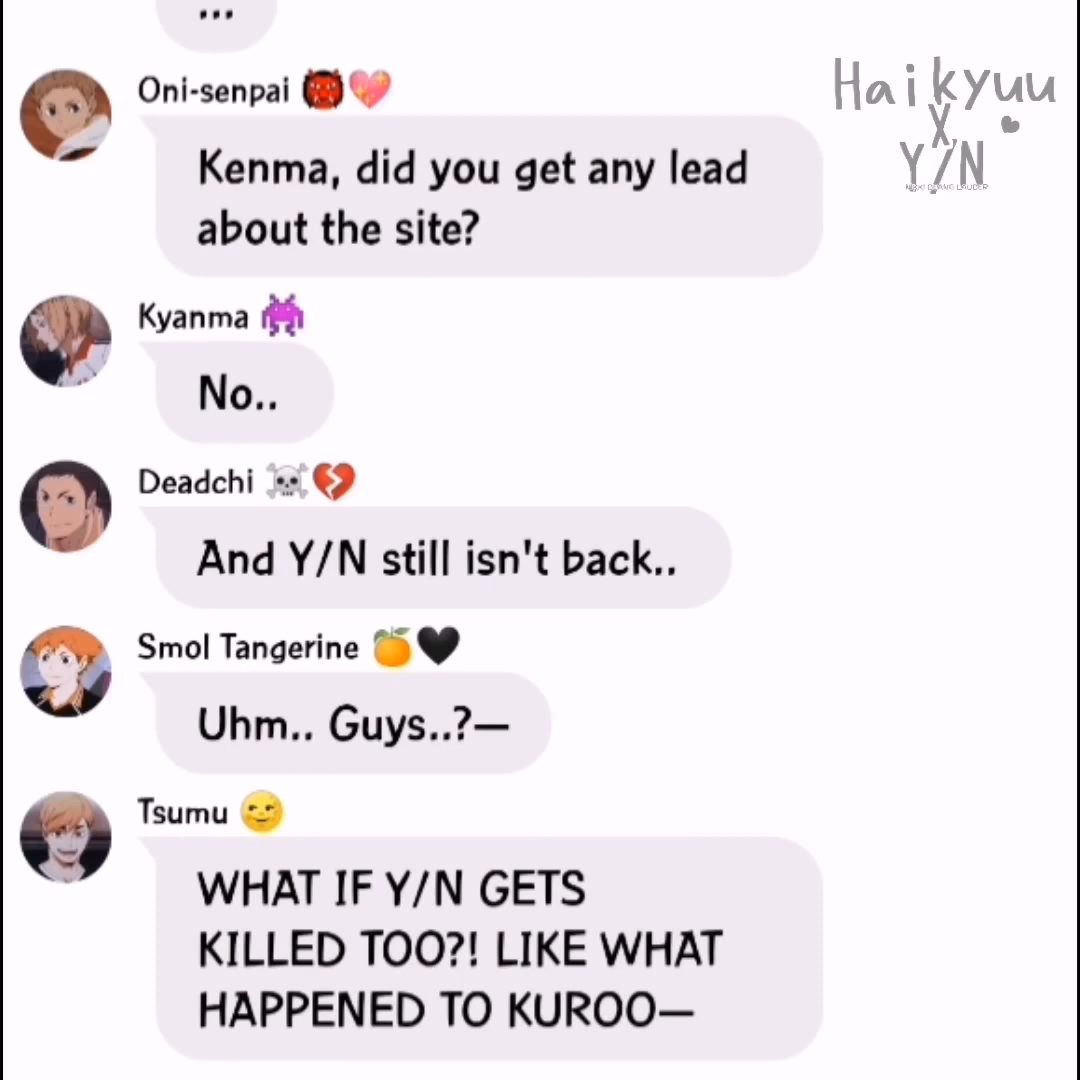 ...
Oni-senpai 👹💖
Haikyuu
X
Y/N
Kenma, did you get any lead
about the site?
Kyanma 👾
No..
Deadchi ☠️💔
And Y/N still isn't back..
Smol Tangerine 🍊🖤
Uhm.. Guys..?—
Tsumu 😏
WHAT IF Y/N GETS
KILLED TOO?! LIKE WHAT
HAPPENED TO KUROO—